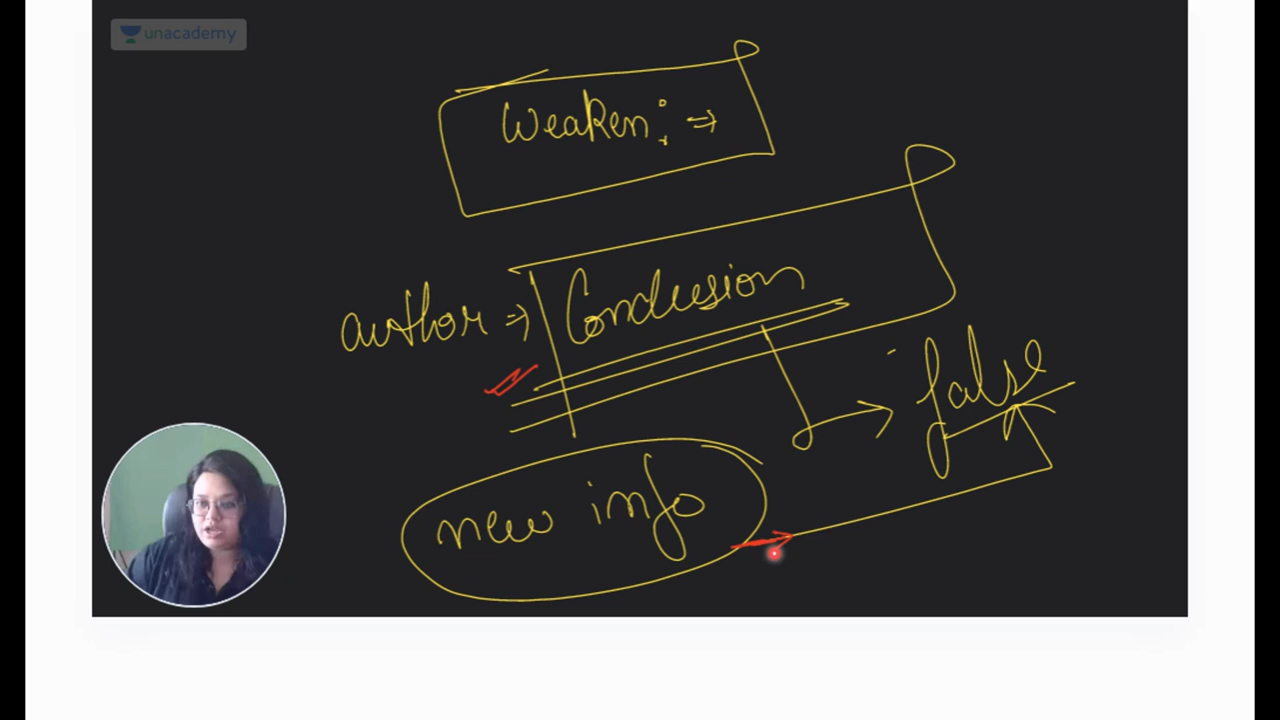 unacademy
Weaken: ⇒
author ⇒ Conclusion
→ false
new info